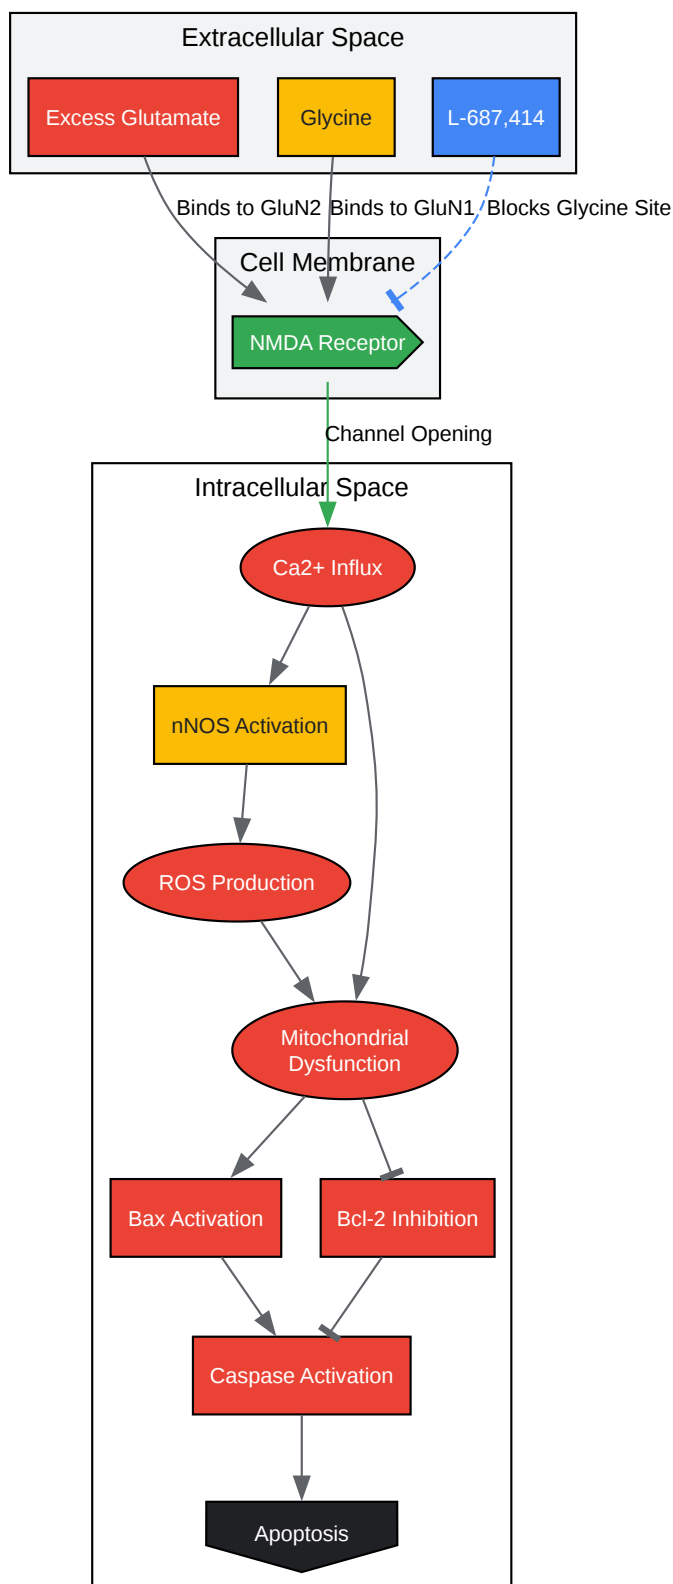 Extracellular Space
Excess Glutamate
Glycine
L-687,414
Binds to GluN2
Binds to GluN1
Blocks Glycine Site
Cell Membrane
NMDA Receptor
Channel Opening
Intracellular Space
Ca2+ Influx
nNOS Activation
ROS Production
Mitochondrial
Dysfunction
Bax Activation
Bcl-2 Inhibition
Caspase Activation
Apoptosis